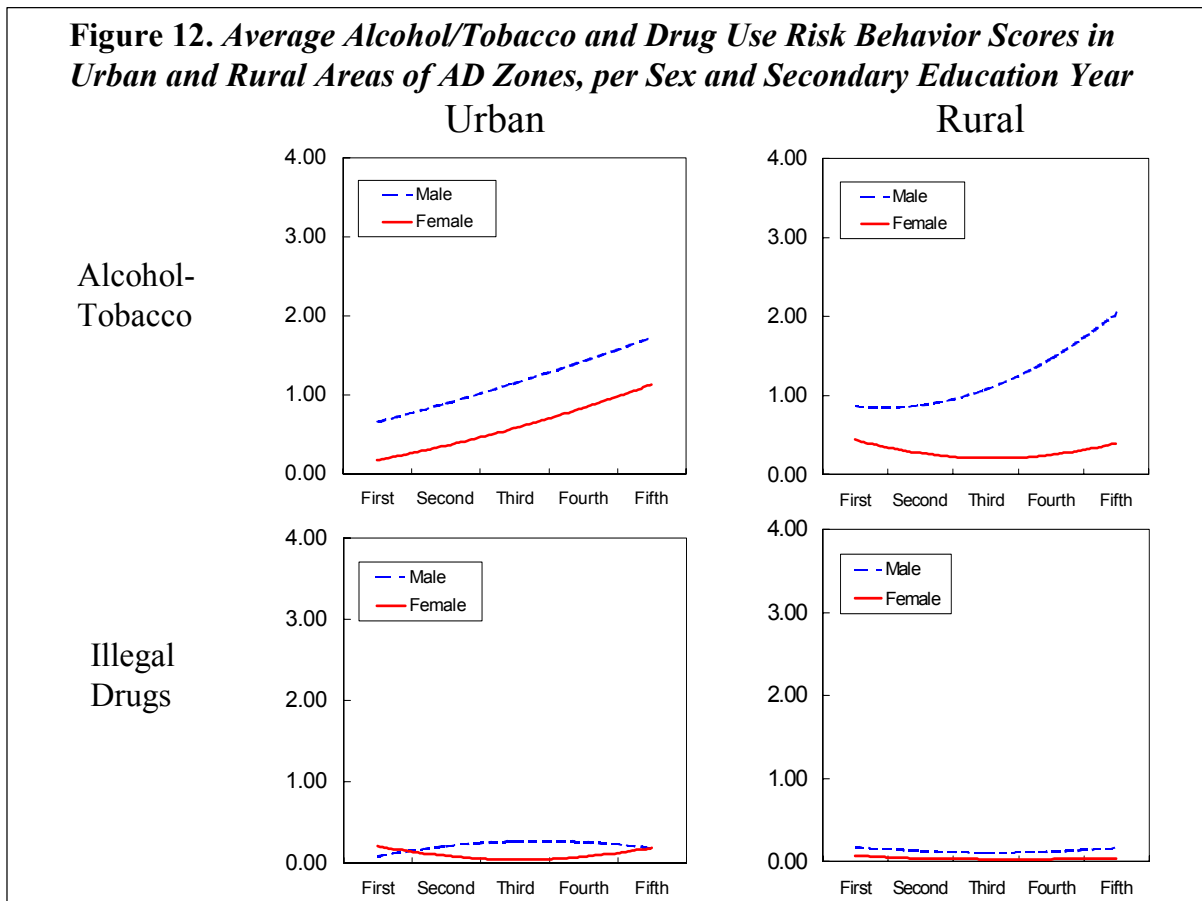 Figure 12. Average Alcohol/Tobacco and Drug Use Risk Behavior Scores in
Urban and Rural Areas of AD Zones, per Sex and Secondary Education Year
Urban
Rural
Alcohol-
Tobacco
4.00
3.00
2.00
1.00
0.00
Male
Female
First Second Third Fourth Fifth
4.00
3.00
2.00
1.00
0.00
Male
Female
First Second Third Fourth Fifth
Illegal
Drugs
4.00
3.00
2.00
1.00
0.00
Male
Female
First Second Third Fourth Fifth
4.00
3.00
2.00
1.00
0.00
Male
Female
First Second Third Fourth Fifth